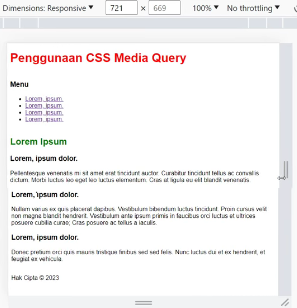 Dimensions: Responsive ▼ 721 × 669 100% ▼ No throttling ▼
Penggunaan CSS Media Query
Menu
Lorem, ipsum.
Lorem, ipsum.
Lorem, ipsum.
Lorem, ipsum.
Lorem Ipsum
Lorem, ipsum dolor.
Pellentesque venenatis mi sit amet erat tincidunt auctor. Curabitur tincidunt tellus ac convallis
dictum. Morbi luctus leo eget leo luctus elementum. Cras at ligula eu elit blandit venenatis.
Lorem, ipsum dolor.
Nullam varius ex quis placerat dapibus. Vestibulum bibendum luctus tincidunt. Proin cursus velit
non magna blandit hendrerit. Vestibulum ante ipsum primis in faucibus orci luctus et ultrices
posuere cubilia curae; Cras posuere ac tellus a iaculis.
Lorem, ipsum dolor.
Donec pretium orci quis mauris tristique finibus sed sed felis. Nunc luctus dui et ex hendrerit, et
feugiat ex vehicula.
Hak Cipta © 2023